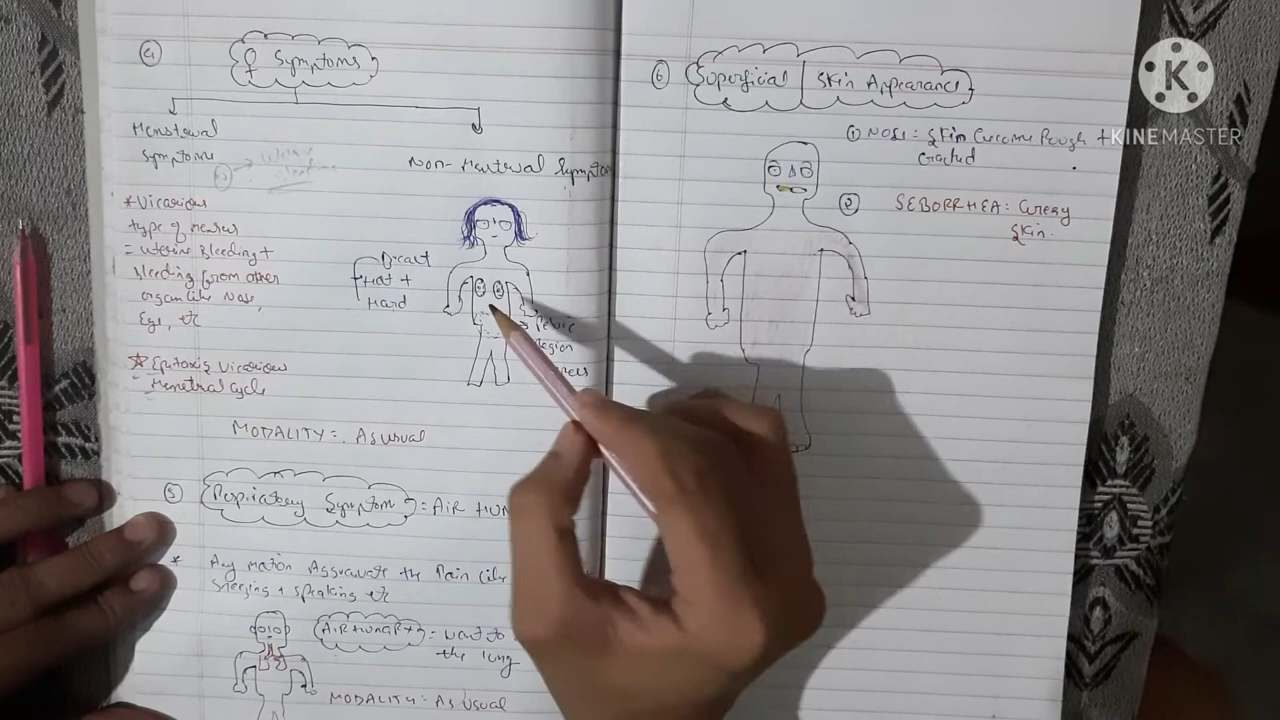 4
♀ Symptoms
Menstrual
Symptoms
Non-Menstrual Symptom
* Vicarious
type of menses
= uterine bleeding +
bleeding from other
organ like Nose,
Eye, etc
Breast
Hot +
Hard
Pelvic
Region
* Epistaxis Vicarious
= Menstrual cycle
MODALITY = As usual
5 Respiratory Symptom = AiR HUN
* Any motion Aggravate the Pain like
Sneezing + speaking etc
AiR HUNGRY = want to
the lung
MODALITY = As usual
6 Superficial Skin Appearance
1 NOSE = Skin become Rough +
cracked
2 SEBORRHEA: Greasy
Skin.
K
KINEMASTER